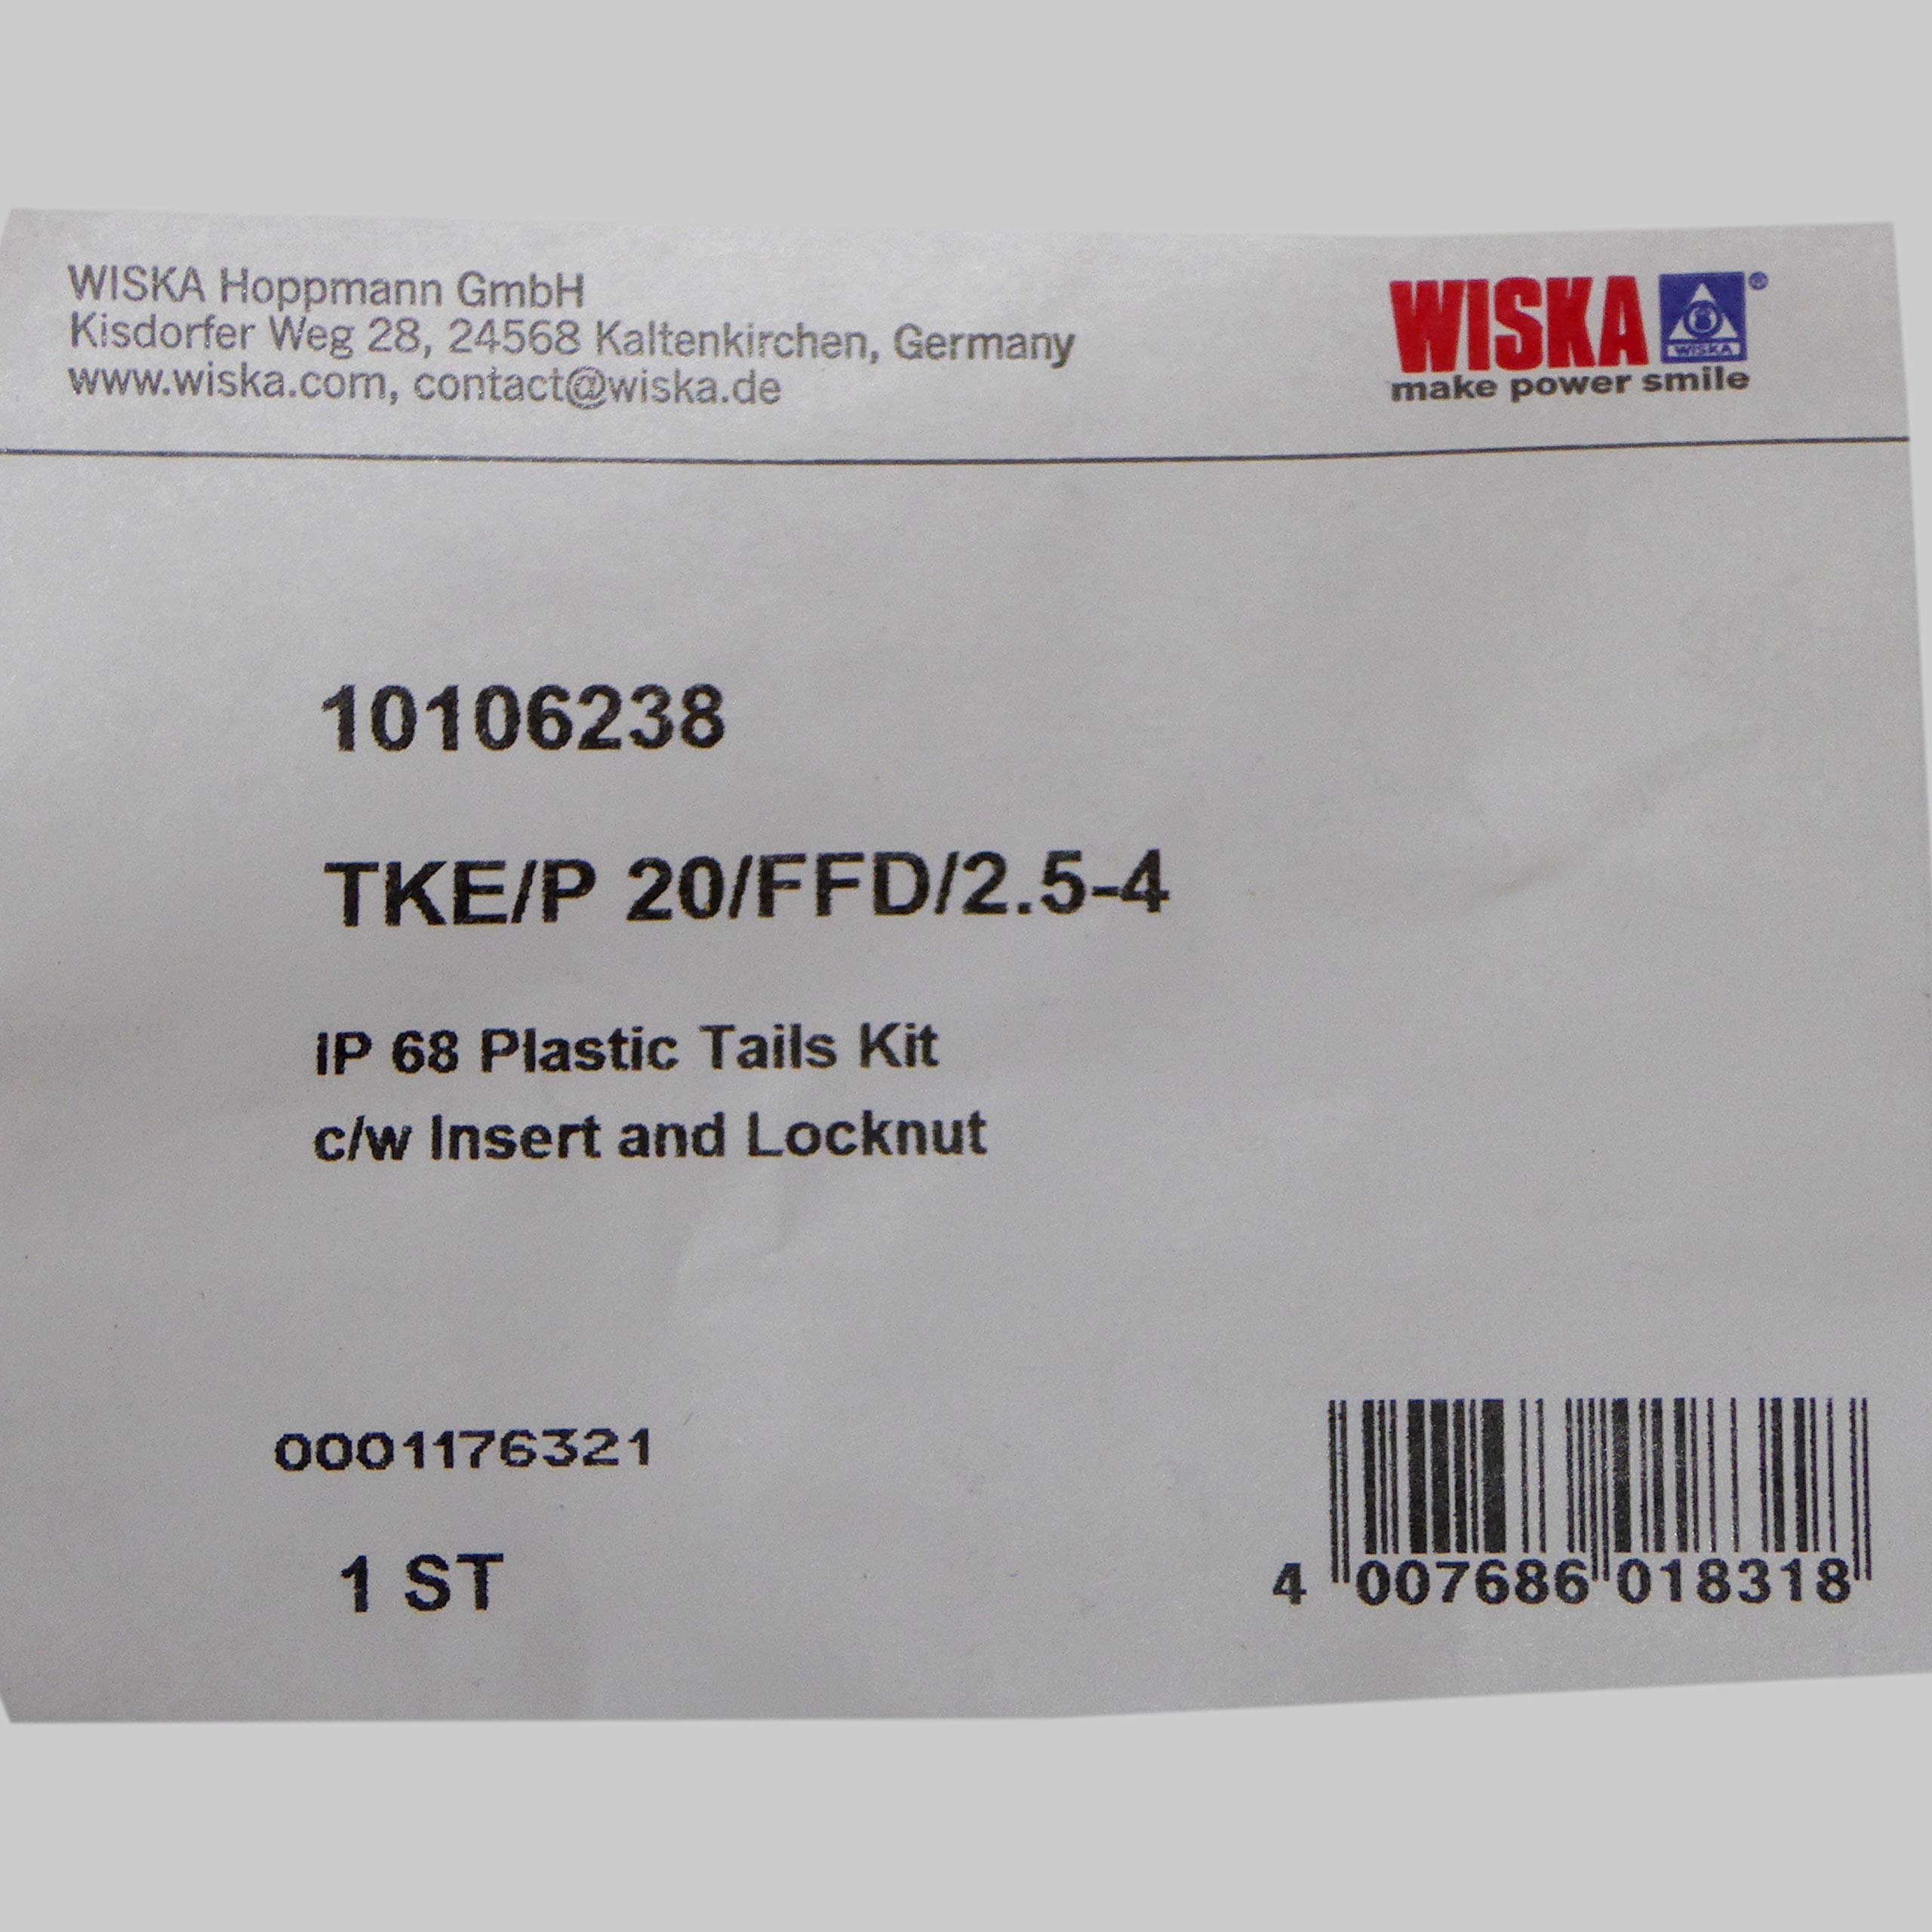 WISKA Hoppmann GmbH
Kisdorfer Weg 28, 24568 Kaltenkirchen, Germany
www.wiska.com, contact@wiska.de
WISKA ®
WISKA
make power smile
10106238
TKE/P 20/FFD/2.5-4
IP 68 Plastic Tails Kit
c/w Insert and Locknut
0001176321
1 ST
4 007686 018318